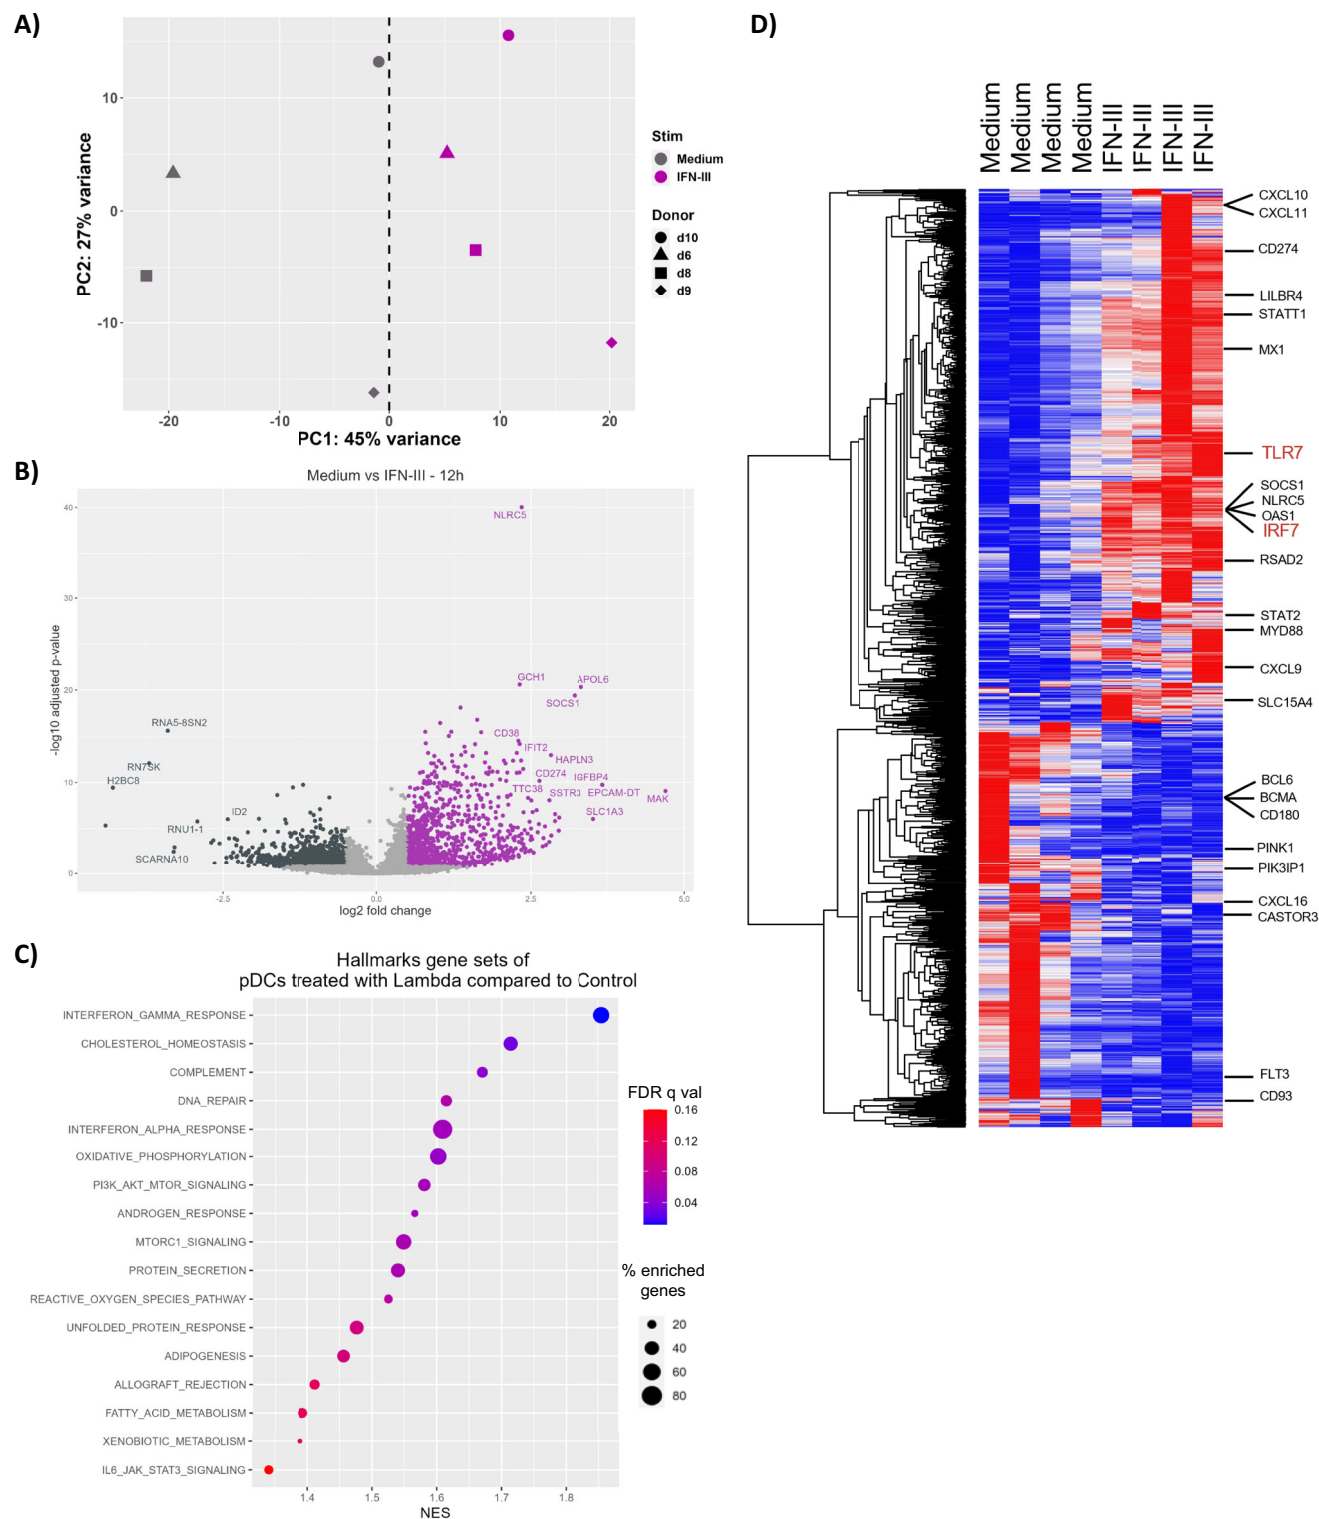 A)
PC2: 27% variance
10
0
-10
-20
-10
0
10
20
PC1: 45% variance
Stim
Medium
IFN-III
Donor
d10
d6
d8
d9
B)
Medium vs IFN-III - 12h
-log10 adjusted p-value
40
30
20
10
0
NLRC5
GCH1
APOL6
SOCS1
RNA5-8SN2
CD38
IFIT2
HAPLN3
RN7SK
CD274
IGFBP4
H2BC8
TTC38
SSTR3
EPCAM-DT
MAK
ID2
SLC1A3
RNU1-1
SCARNA10
-2.5
0.0
2.5
5.0
log2 fold change
C)
Hallmarks gene sets of
pDCs treated with Lambda compared to Control
INTERFERON_GAMMA_RESPONSE
CHOLESTEROL_HOMEOSTASIS
COMPLEMENT
DNA_REPAIR
INTERFERON_ALPHA_RESPONSE
OXIDATIVE_PHOSPHORYLATION
PI3K_AKT_MTOR_SIGNALING
ANDROGEN_RESPONSE
MTORC1_SIGNALING
PROTEIN_SECRETION
REACTIVE_OXYGEN_SPECIES_PATHWAY
UNFOLDED_PROTEIN_RESPONSE
ADIPOGENESIS
ALLOGRAFT_REJECTION
FATTY_ACID_METABOLISM
XENOBIOTIC_METABOLISM
IL6_JAK_STAT3_SIGNALING
1.4
1.5
1.6
1.7
1.8
NES
FDR q val
0.16
0.12
0.08
0.04
% enriched
genes
20
40
60
80
D)
Medium
Medium
Medium
Medium
IFN-III
IFN-III
IFN-III
IFN-III
CXCL10
CXCL11
CD274
LILBR4
STATT1
MX1
TLR7
SOCS1
NLRC5
OAS1
IRF7
RSAD2
STAT2
MYD88
CXCL9
SLC15A4
BCL6
BCMA
CD180
PINK1
PIK3IP1
CXCL16
CASTOR3
FLT3
CD93